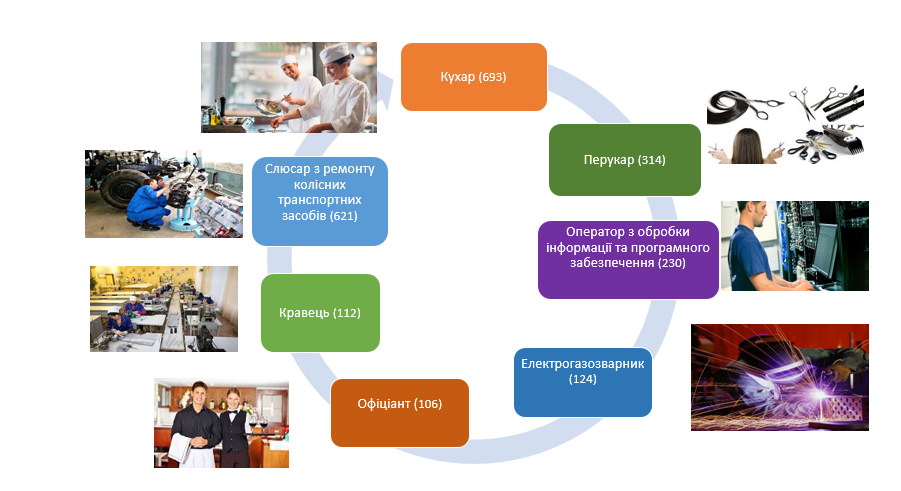 Кухар (693)
Перукар (314)
Оператор з обробки
інформації та програмного
забезпечення (230)
Електрогазозварник
(124)
Офіціант (106)
Кравець (112)
Слюсар з ремонту
колісних
транспортних
засобів (621)